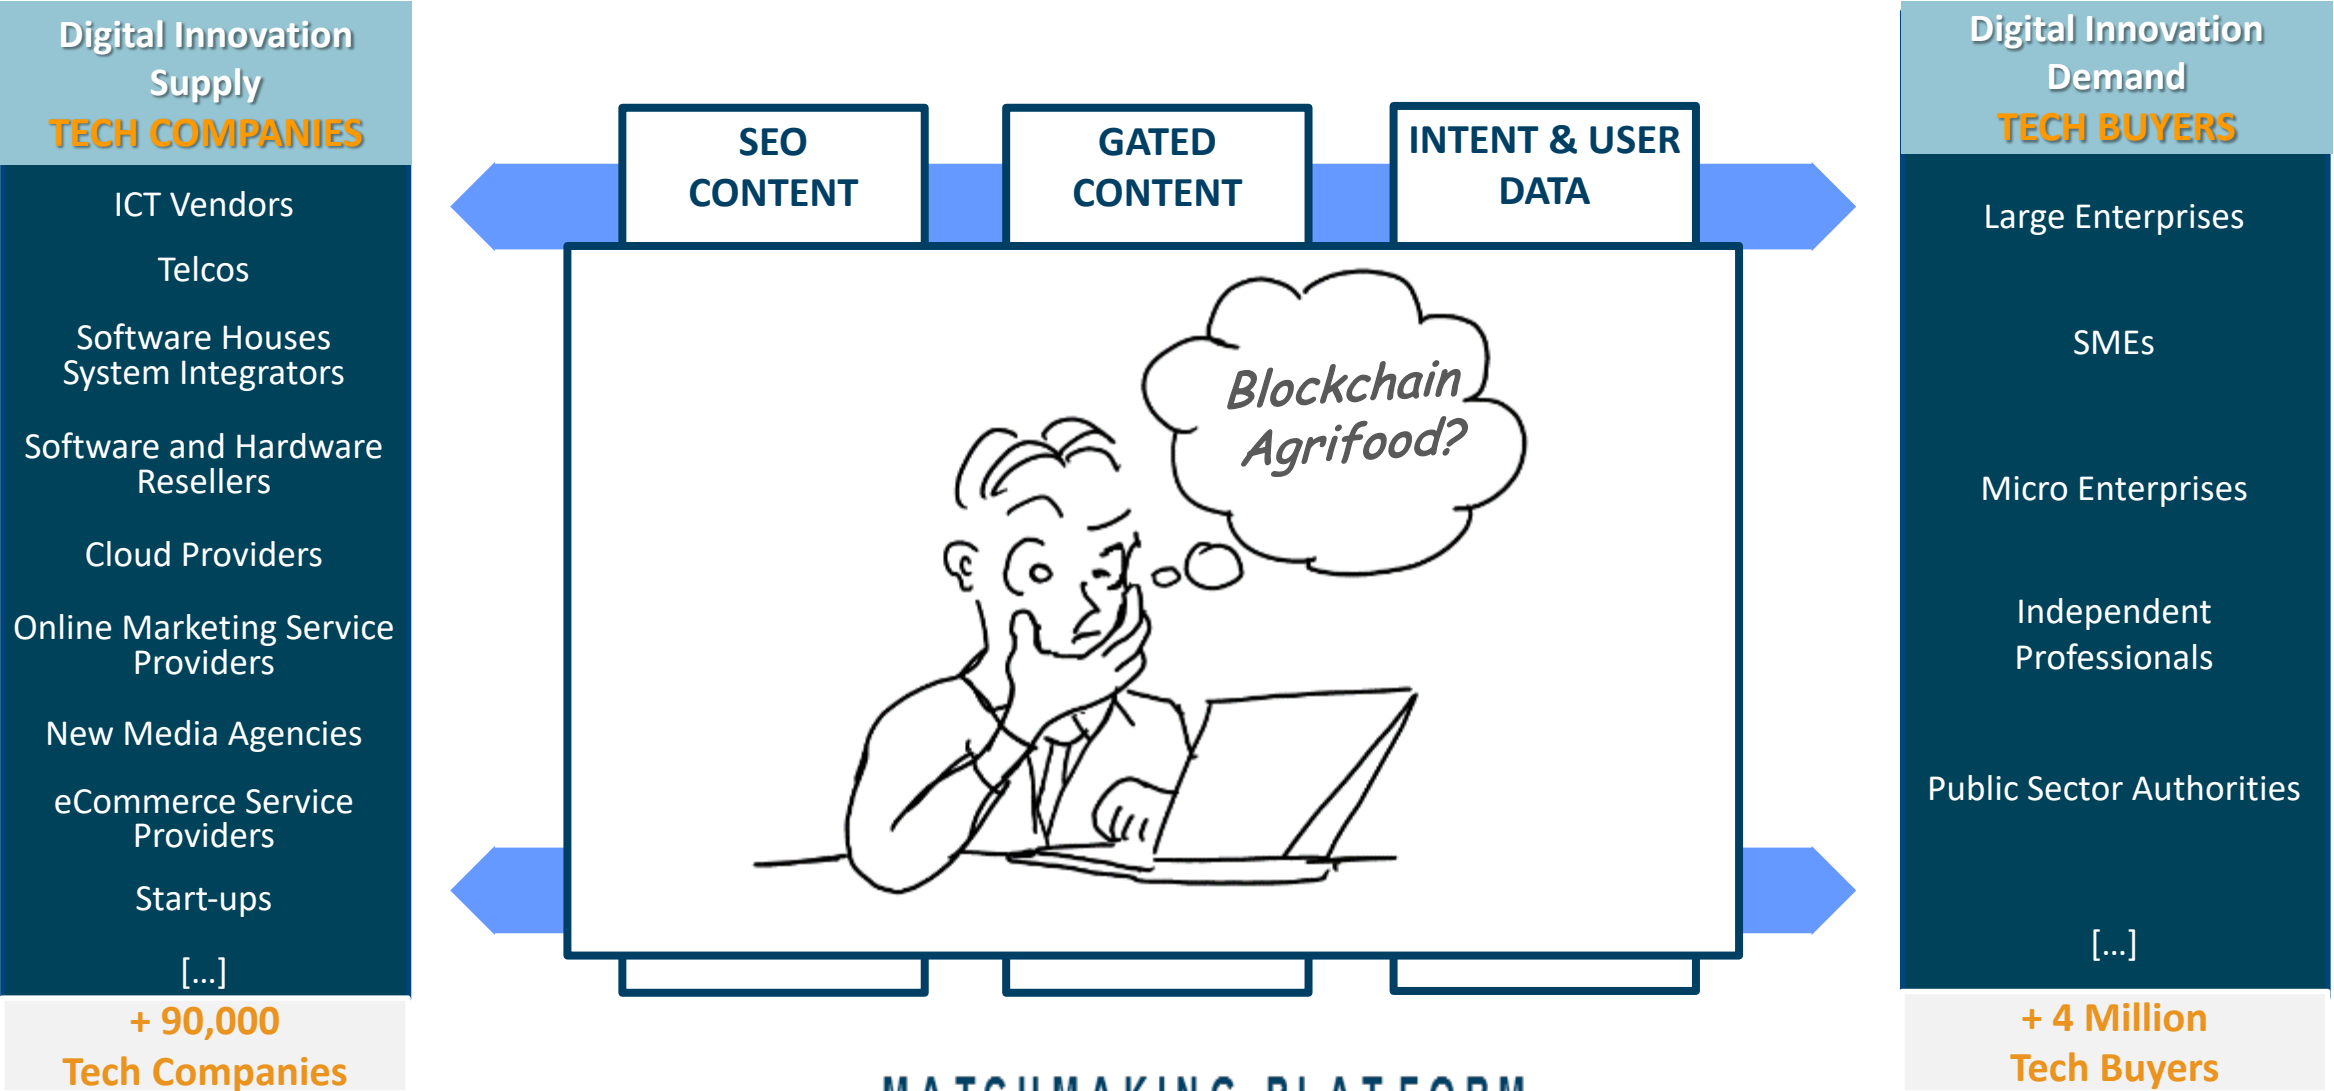 Digital Innovation
Supply
TECH COMPANIES
ICT Vendors
Telcos
Software Houses
System Integrators
Software and Hardware
Resellers
Cloud Providers
Online Marketing Service
Providers
New Media Agencies
eCommerce Service
Providers
Start-ups
[...]
+ 90,000
Tech Companies
SEO
CONTENT
GATED
CONTENT
INTENT & USER
DATA
Blockchain
Agrifood?
MATCHMAKING PLATFORM
Digital Innovation
Demand
TECH BUYERS
Large Enterprises
SMEs
Micro Enterprises
Independent
Professionals
Public Sector Authorities
[...]
+ 4 Million
Tech Buyers